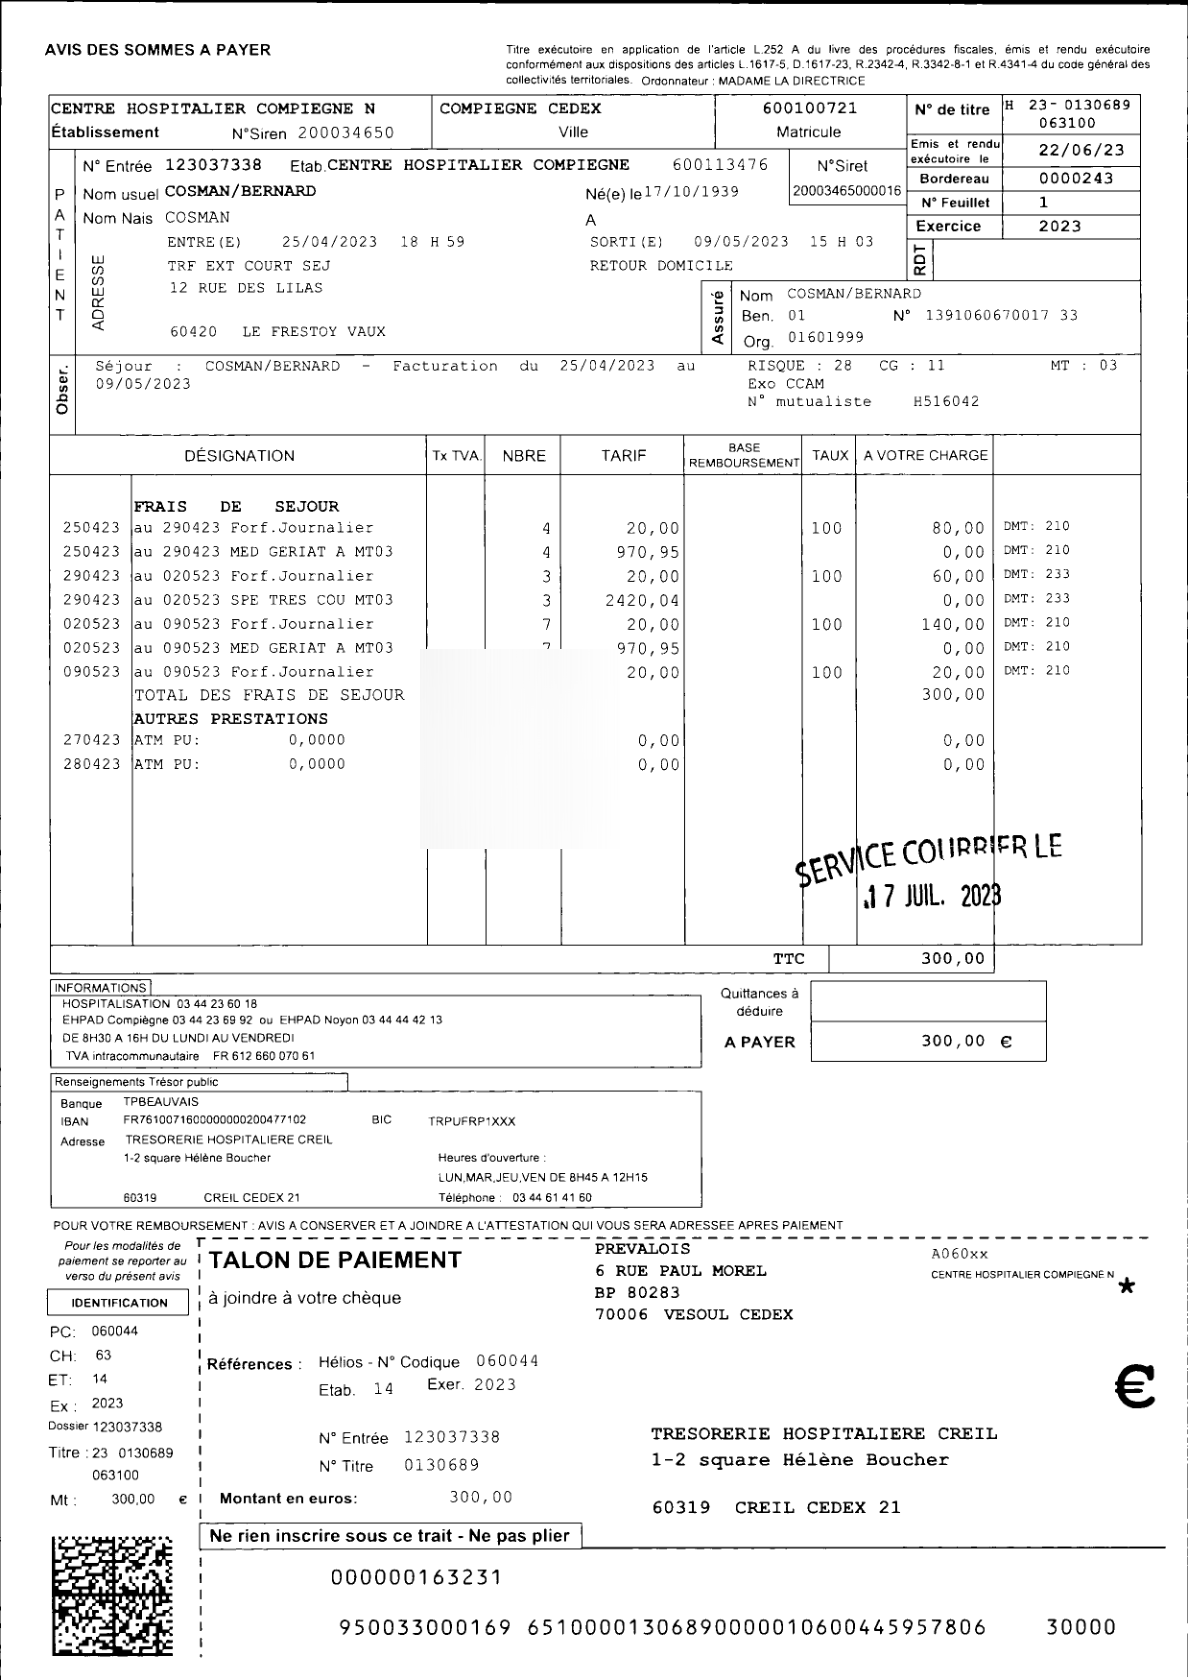 AVIS DES SOMMES A PAYER
Titre exécutoire en application de l'article L.252 A du livre des procédures fiscales, émis et rendu exécutoire
conformément aux dispositions des articles L.1617-5, D.1617-23, R.2342-4, R.3342-8-1 et R.4341-4 du code général des
collectivités territoriales. Ordonnateur : MADAME LA DIRECTRICE
CENTRE HOSPITALIER COMPIEGNE N COMPIEGNE CEDEX 600100721 N° de titre H 23- 0130689
063100
Établissement N°Siren 200034650 Ville Matricule
Emis et rendu exécutoire le 22/06/23
Bordereau 0000243
N° Feuillet 1
Exercice 2023
RDT
PATIENT
N° Entrée 123037338 Etab. CENTRE HOSPITALIER COMPIEGNE 600113476 N°Siret
20003465000016
Nom usuel COSMAN/BERNARD Né(e) le 17/10/1939
Nom Nais COSMAN A
ENTRE(E) 25/04/2023 18 H 59 SORTI(E) 09/05/2023 15 H 03
TRF EXT COURT SEJ RETOUR DOMICILE
ADRESSE
12 RUE DES LILAS
60420 LE FRESTOY VAUX
Assuré
Nom COSMAN/BERNARD
Ben. 01 N° 1391060670017 33
Org. 01601999
Obser.
Séjour : COSMAN/BERNARD - Facturation du 25/04/2023 au
09/05/2023
RISQUE : 28 CG : 11 MT : 03
Exo CCAM
N° mutualiste H516042
DÉSIGNATION Tx TVA. NBRE TARIF BASE REMBOURSEMENT TAUX A VOTRE CHARGE
FRAIS DE SEJOUR
250423 au 290423 Forf.Journalier 4 20,00 100 80,00 DMT: 210
250423 au 290423 MED GERIAT A MT03 4 970,95 0,00 DMT: 210
290423 au 020523 Forf.Journalier 3 20,00 100 60,00 DMT: 233
290423 au 020523 SPE TRES COU MT03 3 2420,04 0,00 DMT: 233
020523 au 090523 Forf.Journalier 7 20,00 100 140,00 DMT: 210
020523 au 090523 MED GERIAT A MT03 970,95 0,00 DMT: 210
090523 au 090523 Forf.Journalier 20,00 100 20,00 DMT: 210
TOTAL DES FRAIS DE SEJOUR 300,00
AUTRES PRESTATIONS
270423 ATM PU: 0,0000 0,00 0,00
280423 ATM PU: 0,0000 0,00 0,00
SERVICE COURRIER LE
17 JUIL. 2023
TTC 300,00
INFORMATIONS
HOSPITALISATION 03 44 23 60 18
EHPAD Compiègne 03 44 23 69 92 ou EHPAD Noyon 03 44 44 42 13
DE 8H30 A 16H DU LUNDI AU VENDREDI
TVA intracommunautaire FR 612 660 070 61
Quittances à
déduire
A PAYER 300,00 €
Renseignements Trésor public
Banque TPBEAUVAIS
IBAN FR7610071600000000200477102 BIC TRPUFRP1XXX
Adresse TRESORERIE HOSPITALIERE CREIL
1-2 square Hélène Boucher Heures d'ouverture :
LUN,MAR,JEU,VEN DE 8H45 A 12H15
60319 CREIL CEDEX 21 Téléphone : 03 44 61 41 60
POUR VOTRE REMBOURSEMENT : AVIS A CONSERVER ET A JOINDRE A L'ATTESTATION QUI VOUS SERA ADRESSEE APRES PAIEMENT
Pour les modalités de
paiement se reporter au
verso du présent avis
IDENTIFICATION
PC: 060044
CH: 63
ET: 14
Ex : 2023
Dossier 123037338
Titre : 23 0130689
063100
Mt : 300,00 €
TALON DE PAIEMENT
à joindre à votre chèque
PREVALOIS
6 RUE PAUL MOREL
BP 80283
70006 VESOUL CEDEX
A060xx
CENTRE HOSPITALIER COMPIEGNE N
*
Références : Hélios - N° Codique 060044
Etab. 14 Exer. 2023
€
N° Entrée 123037338
N° Titre 0130689
Montant en euros: 300,00
TRESORERIE HOSPITALIERE CREIL
1-2 square Hélène Boucher
60319 CREIL CEDEX 21
Ne rien inscrire sous ce trait - Ne pas plier
000000163231
950033000169 65100001306890000010600445957806 30000